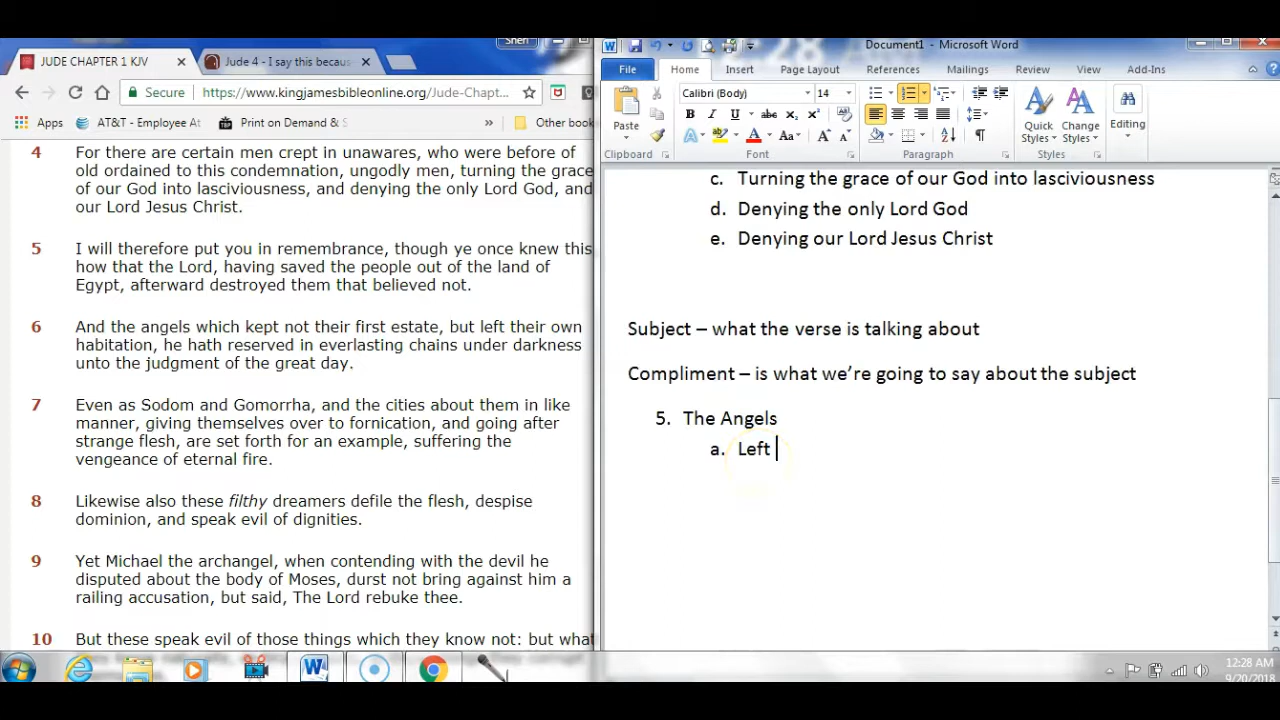 Sheri
JUDE CHAPTER 1 KJV
Jude 4 - I say this becaus
Secure
https://www.kingjamesbibleonline.org/Jude-Chapt...
Apps
AT&T - Employe At
Print on Demand & S
»
Other book
4 For there are certain men crept in unawares, who were before of
old ordained to this condemnation, ungodly men, turning the grace
of our God into lasciviousness, and denying the only Lord God, and
our Lord Jesus Christ.
5 I will therefore put you in remembrance, though ye once knew this
how that the Lord, having saved the people out of the land of
Egypt, afterward destroyed them that believed not.
6 And the angels which kept not their first estate, but left their own
habitation, he hath reserved in everlasting chains under darkness
unto the judgment of the great day.
7 Even as Sodom and Gomorrha, and the cities about them in like
manner, giving themselves over to fornication, and going after
strange flesh, are set forth for an example, suffering the
vengeance of eternal fire.
8 Likewise also these filthy dreamers defile the flesh, despise
dominion, and speak evil of dignities.
9 Yet Michael the archangel, when contending with the devil he
disputed about the body of Moses, durst not bring against him a
railing accusation, but said, The Lord rebuke thee.
10 But these speak evil of those things which they know not: but what
Document1 - Microsoft Word
File Home Insert Page Layout References Mailings Review View Add-Ins
Calibri (Body) 14
B I U abc X₂ X² Aa
Paste
Quick
Styles
Change
Styles
Editing
Clipboard Font Paragraph Styles
c. Turning the grace of our God into lasciviousness
d. Denying the only Lord God
e. Denying our Lord Jesus Christ
Subject – what the verse is talking about
Compliment – is what we're going to say about the subject
5. The Angels
a. Left
12:28 AM
9/20/2018